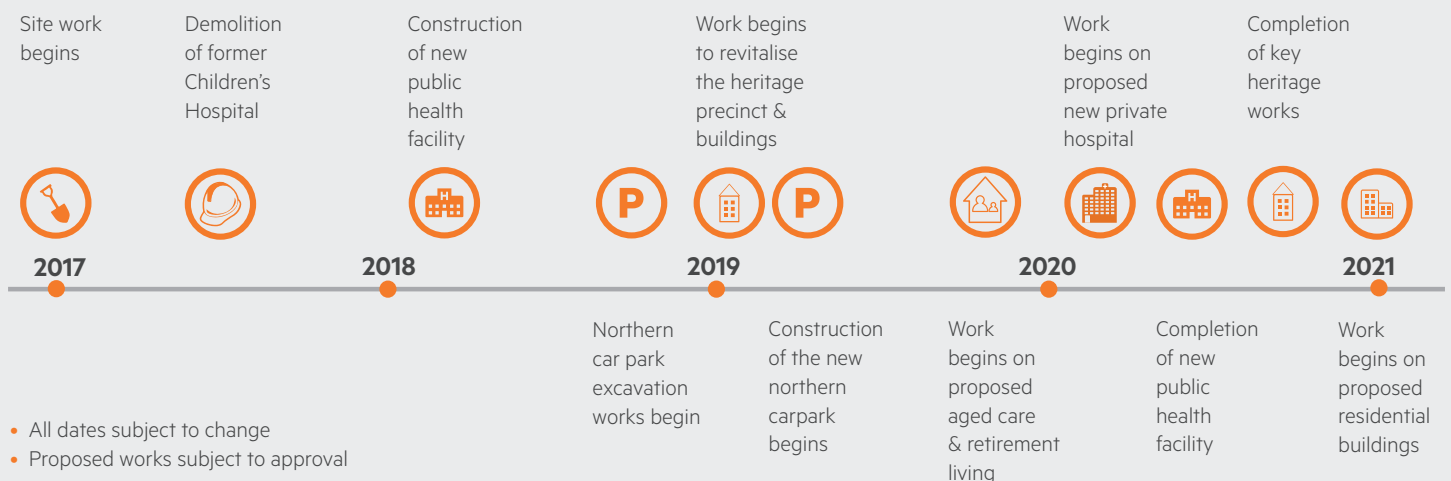 Site work
begins
Demolition
of former
Children's
Hospital
Construction
of new
public
health
facility
Work begins
to revitalise
the heritage
precinct &
buildings
Work
begins on
proposed
new private
hospital
Completion
of key
heritage
works
H
P
P
H
2017
2018
2019
2020
2021
Northern
car park
excavation
works begin
Construction
of the new
northern
carpark
begins
Work
begins on
proposed
aged care
& retirement
living
Completion
of new
public
health
facility
Work
begins on
proposed
residential
buildings
• All dates subject to change
• Proposed works subject to approval